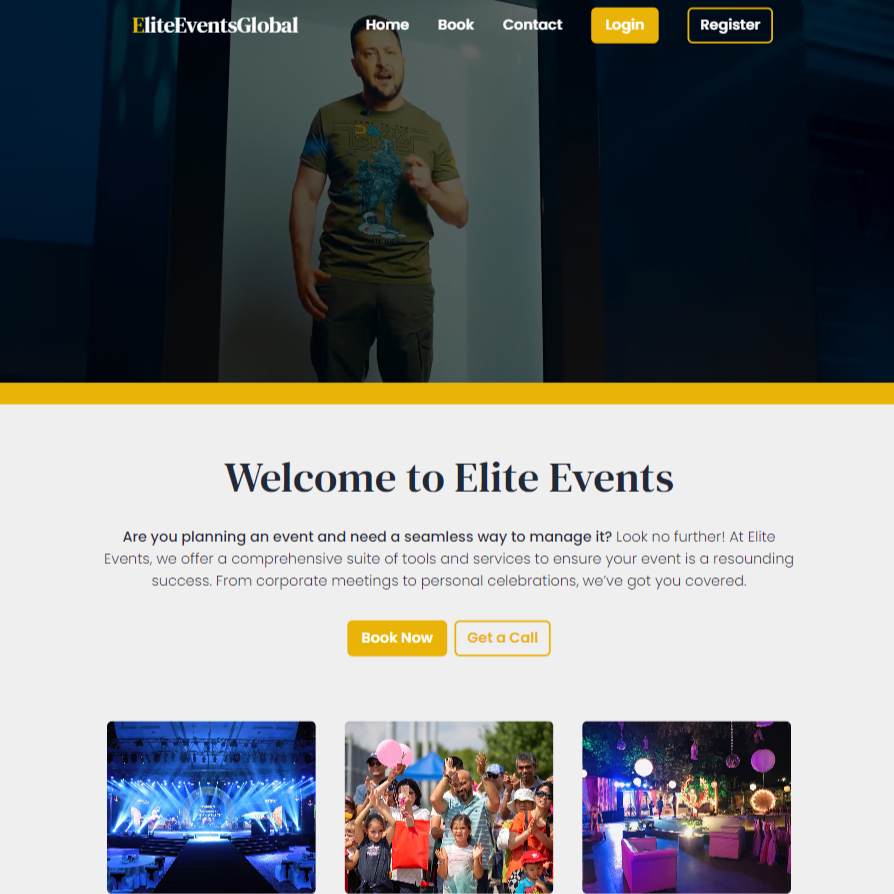 EliteEventsGlobal
Home
Book
Contact
Login
Register
Welcome to Elite Events
Are you planning an event and need a seamless way to manage it? Look no further! At Elite
Events, we offer a comprehensive suite of tools and services to ensure your event is a resounding
success. From corporate meetings to personal celebrations, we've got you covered.
Book Now
Get a Call